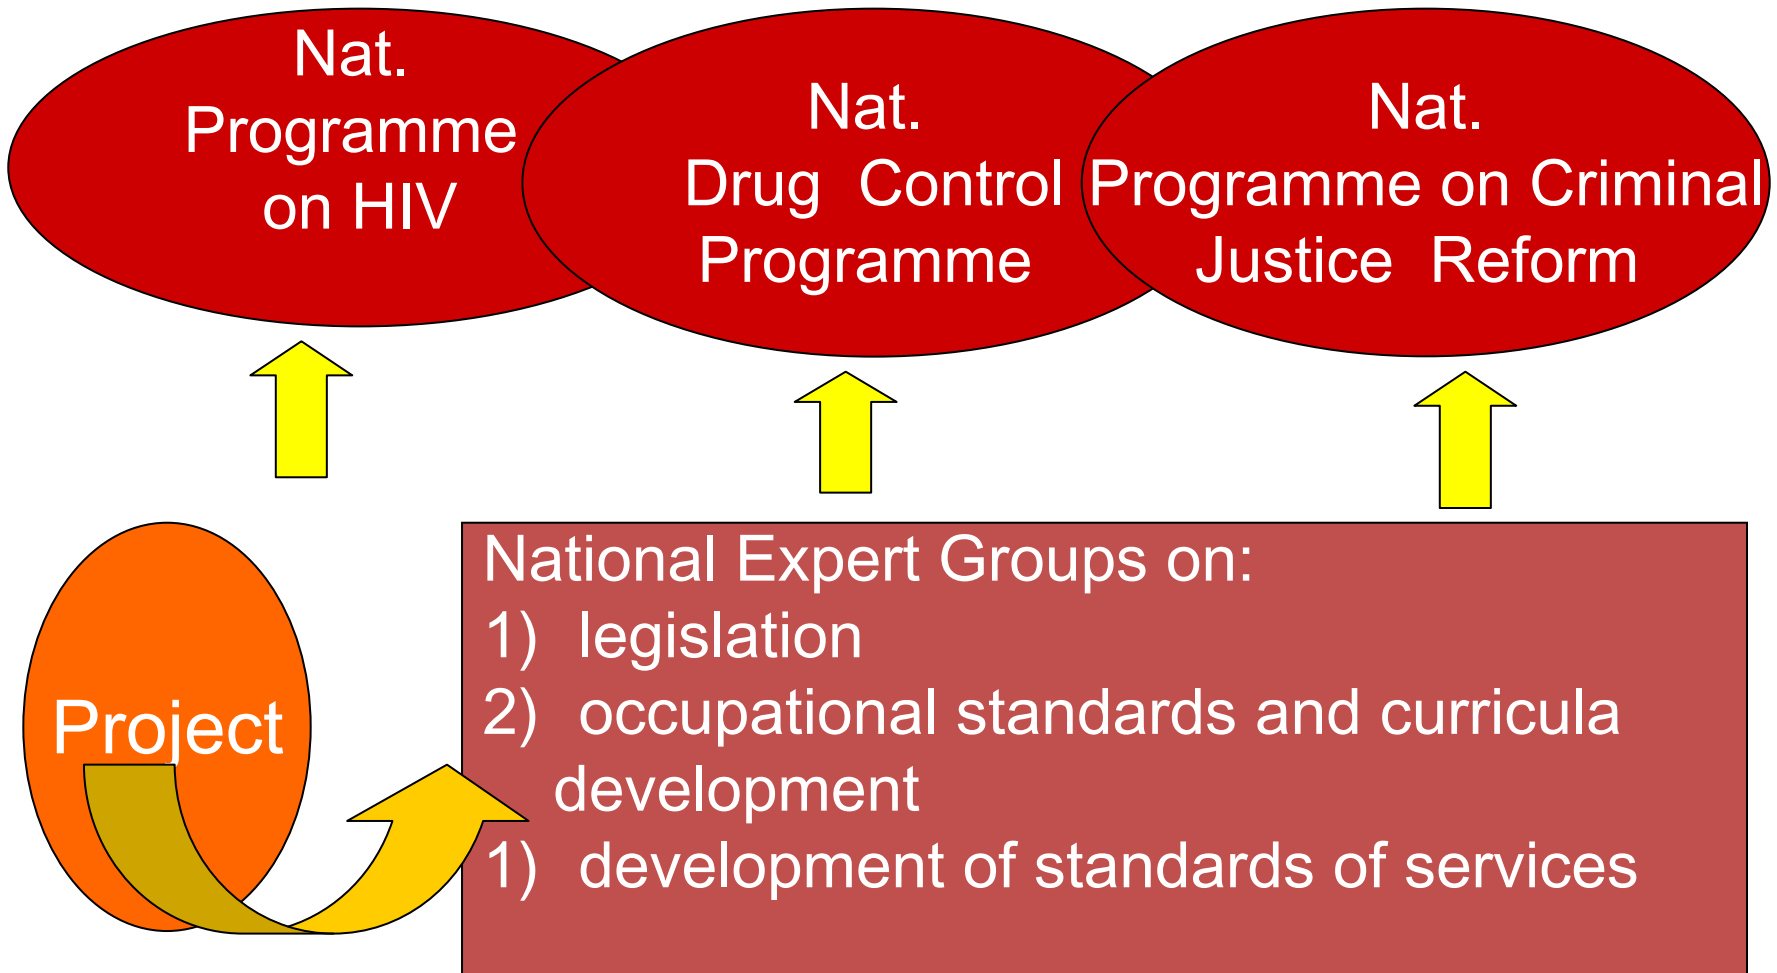 Nat.
Programme
on HIV
Nat.
Drug Control
Programme
Nat.
Programme on Criminal
Justice Reform
Project
National Expert Groups on:
1) legislation
2) occupational standards and curricula
development
1) development of standards of services